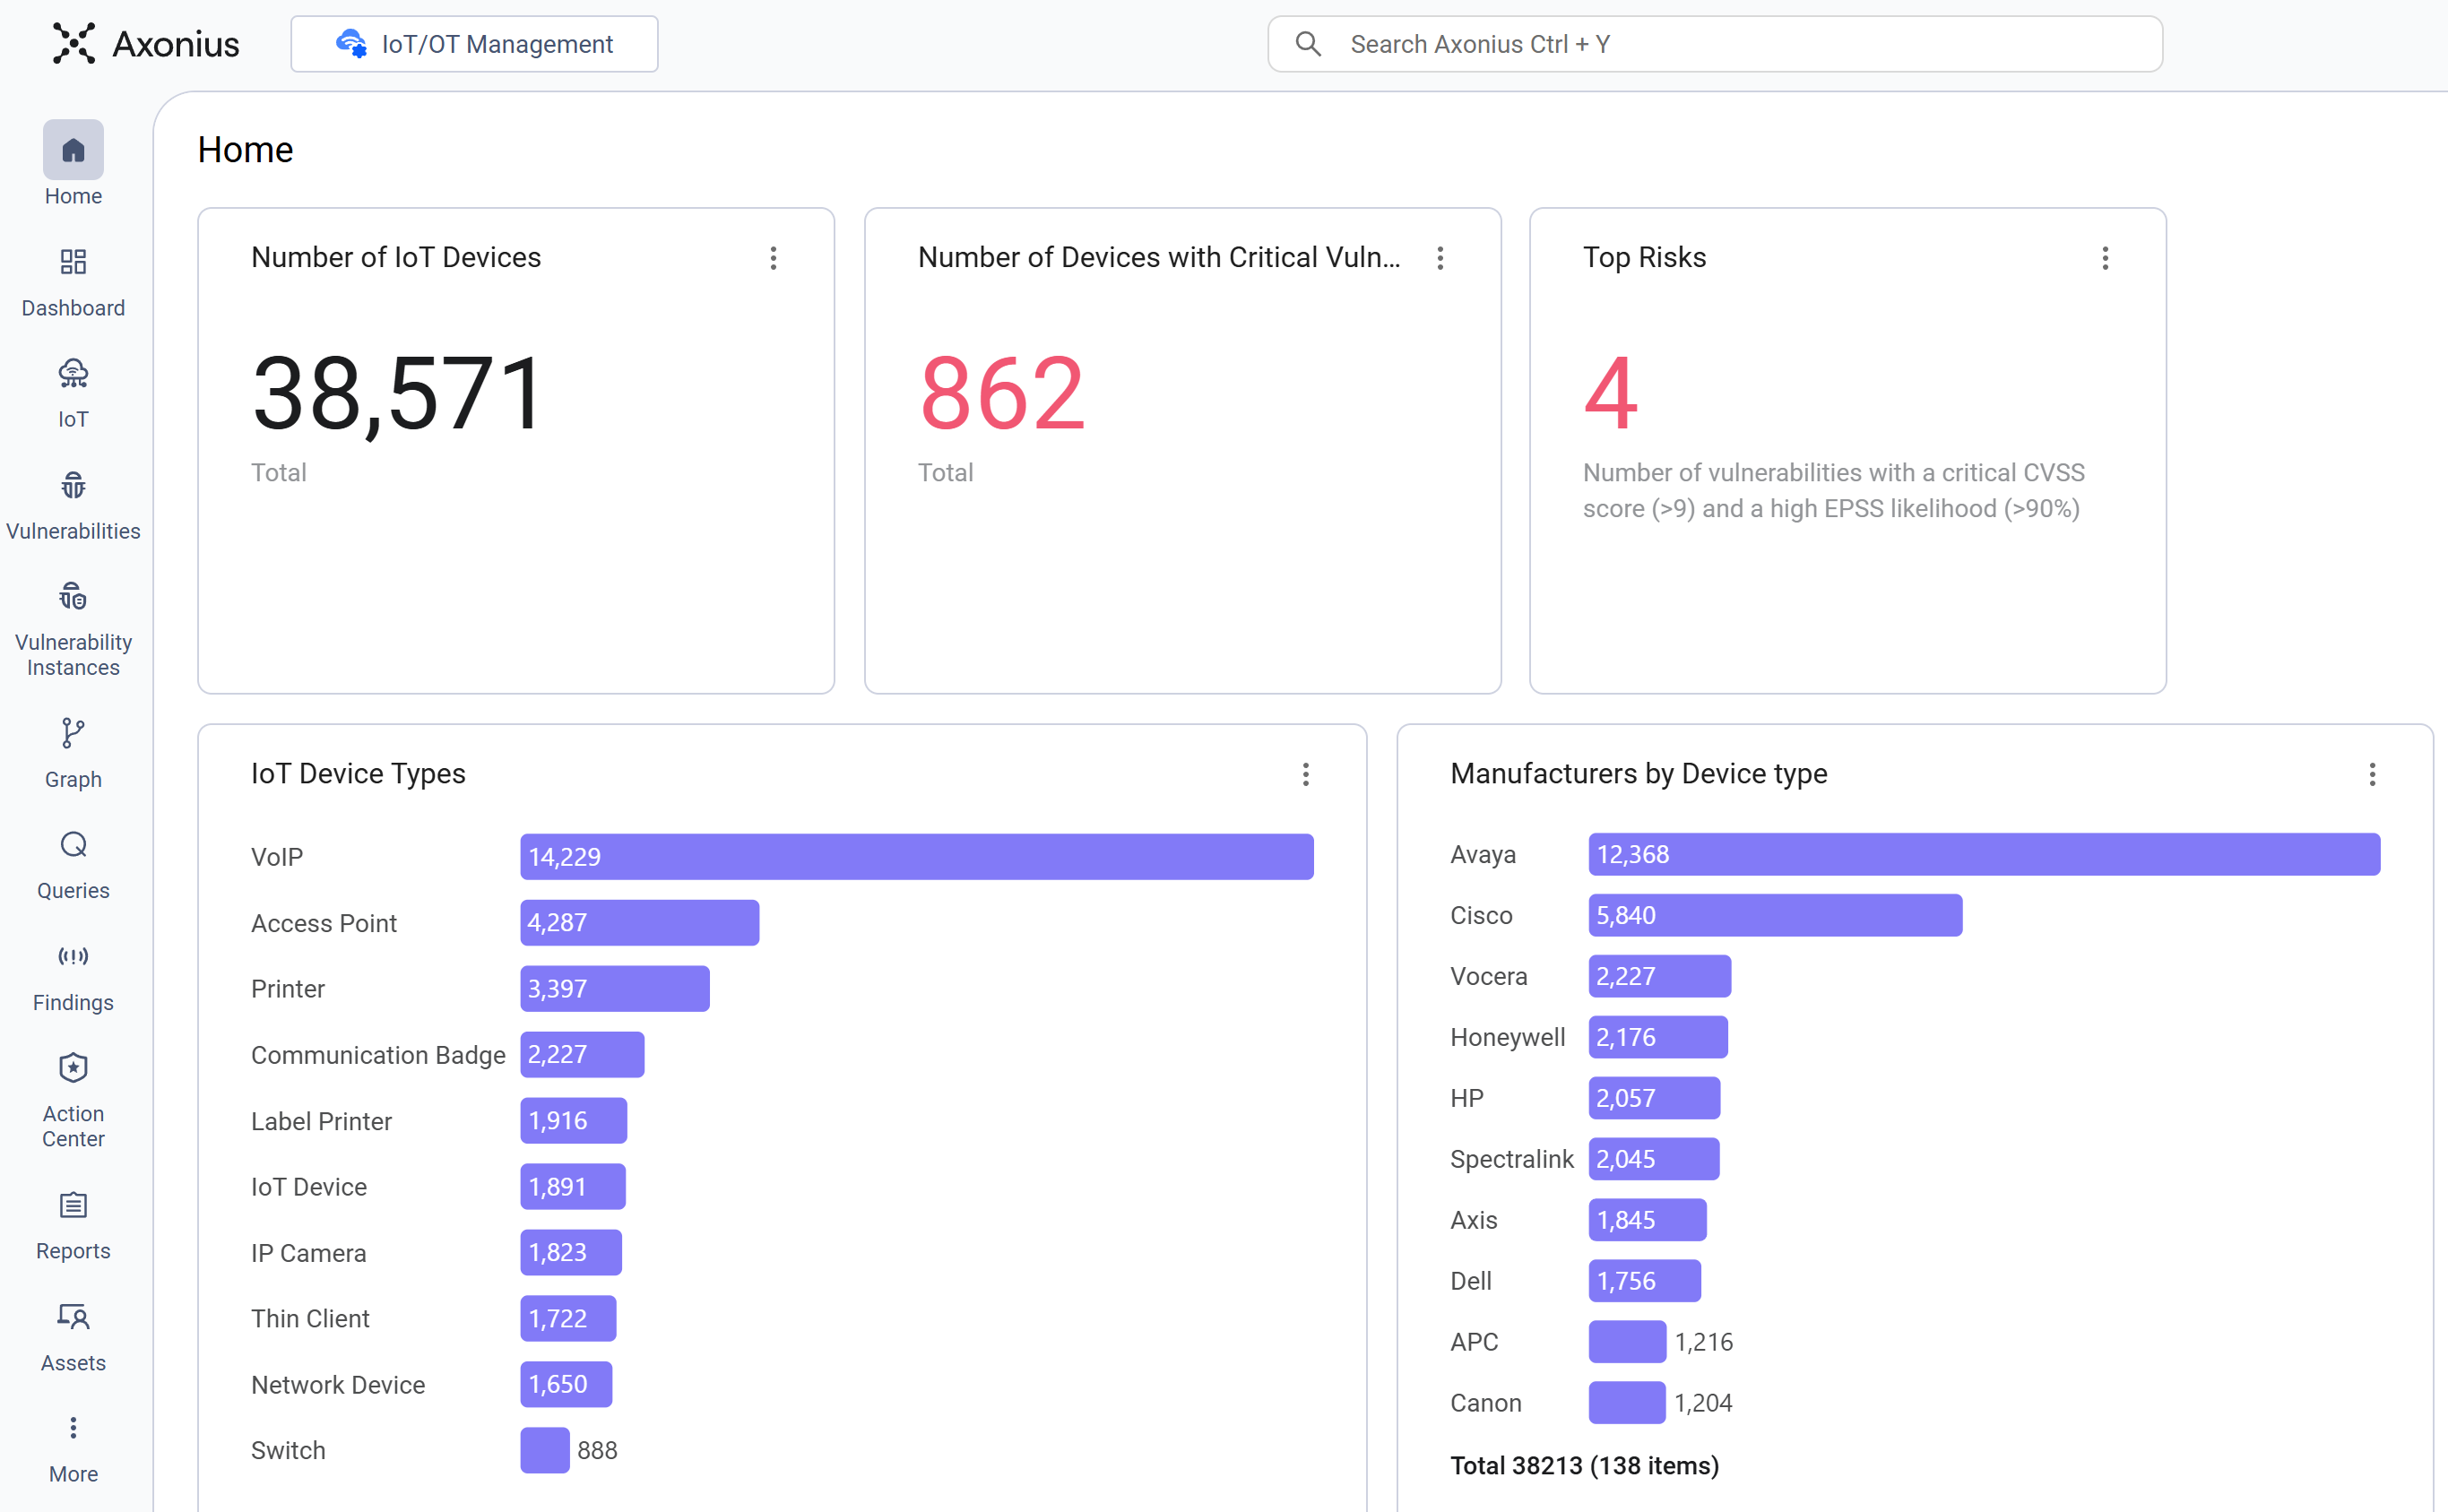 Axonius
IoT/OT Management
Search Axonius Ctrl + Y
Home
Dashboard
IoT
Vulnerabilities
Vulnerability
Instances
Graph
Queries
Findings
Action
Center
Reports
Assets
More
Home
Number of IoT Devices
38,571
Total
Number of Devices with Critical Vuln...
862
Total
Top Risks
4
Number of vulnerabilities with a critical CVSS
score (>9) and a high EPSS likelihood (>90%)
IoT Device Types
VoIP 14,229
Access Point 4,287
Printer 3,397
Communication Badge 2,227
Label Printer 1,916
IoT Device 1,891
IP Camera 1,823
Thin Client 1,722
Network Device 1,650
Switch 888
Manufacturers by Device type
Avaya 12,368
Cisco 5,840
Vocera 2,227
Honeywell 2,176
HP 2,057
Spectralink 2,045
Axis 1,845
Dell 1,756
APC 1,216
Canon 1,204
Total 38213 (138 items)